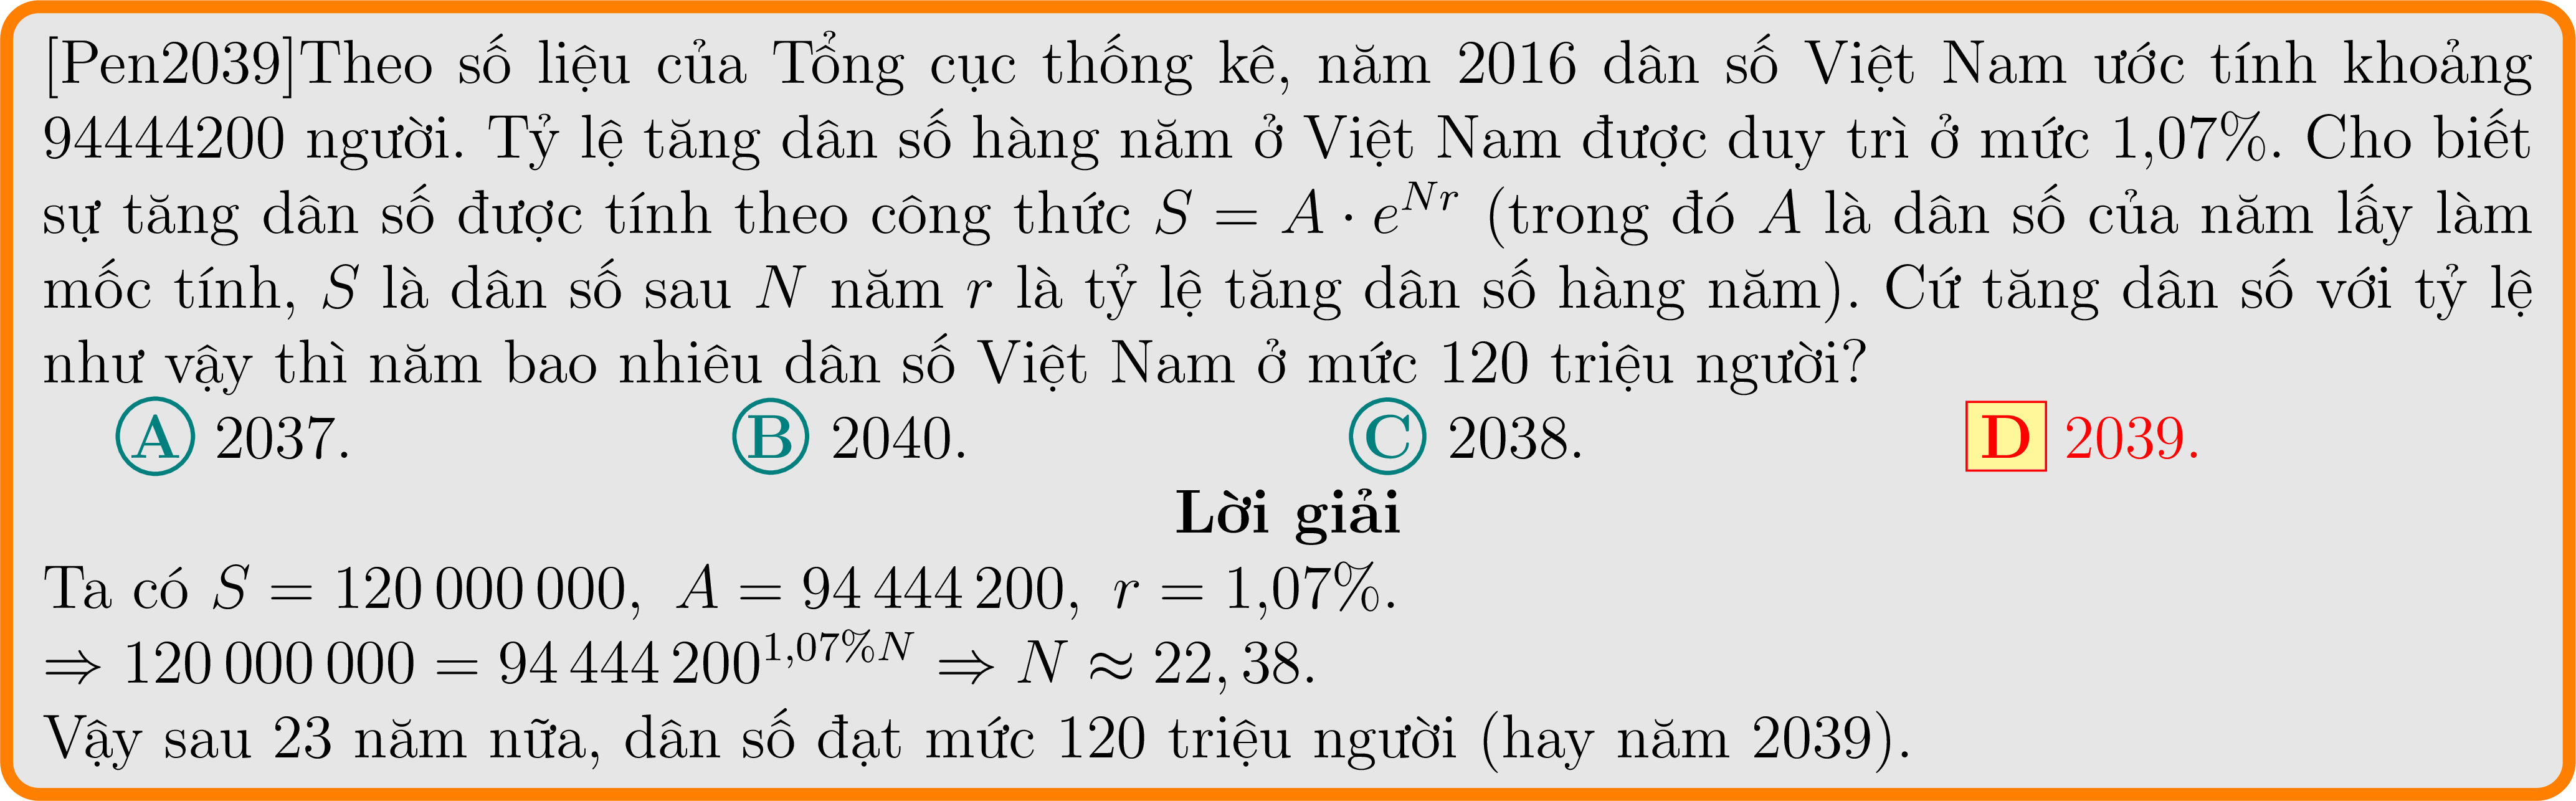 [Pen2039]Theo số liệu của Tổng cục thống kê, năm 2016 dân số Việt Nam ước tính khoảng
94444200 người. Tỷ lệ tăng dân số hàng năm ở Việt Nam được duy trì ở mức 1,07%. Cho biết
sự tăng dân số được tính theo công thức $S = A \cdot e^{Nr}$ (trong đó $A$ là dân số của năm lấy làm
mốc tính, $S$ là dân số sau $N$ năm $r$ là tỷ lệ tăng dân số hàng năm). Cứ tăng dân số với tỷ lệ
như vậy thì năm bao nhiêu dân số Việt Nam ở mức 120 triệu người?
A 2037. B 2040. C 2038. D 2039.
Lời giải
Ta có $S = 120\,000\,000,\ A = 94\,444\,200,\ r = 1{,}07\%$.
$\Rightarrow 120\,000\,000 = 94\,444\,200^{1{,}07\%N} \Rightarrow N \approx 22,38.$
Vậy sau 23 năm nữa, dân số đạt mức 120 triệu người (hay năm 2039).